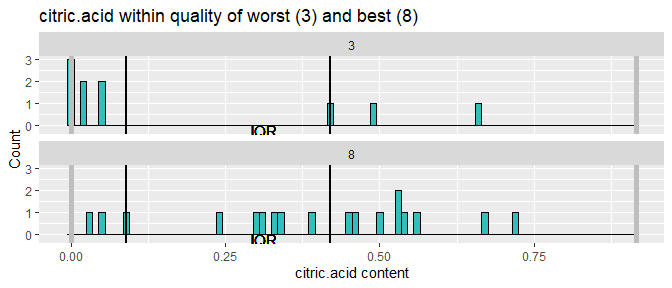 citric.acid within quality of worst (3) and best (8)
3
3
2
1
0
IQR
8
3
2
1
0
IQR
Count
0.00 0.25 0.50 0.75
citric.acid content